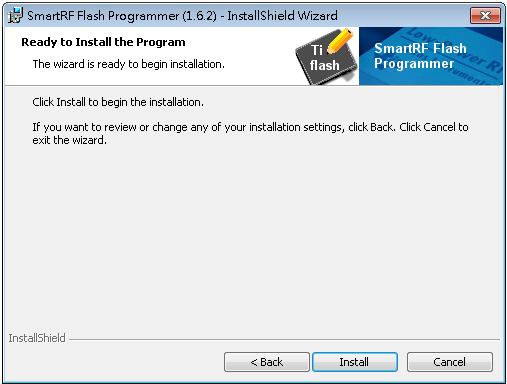 SmartRF Flash Programmer (1.6.2) - InstallShield Wizard
Ready to Install the Program
The wizard is ready to begin installation.
Ti
flash
SmartRF Flash
Programmer
Click Install to begin the installation.
If you want to review or change any of your installation settings, click Back. Click Cancel to
exit the wizard.
InstallShield
< Back
Install
Cancel